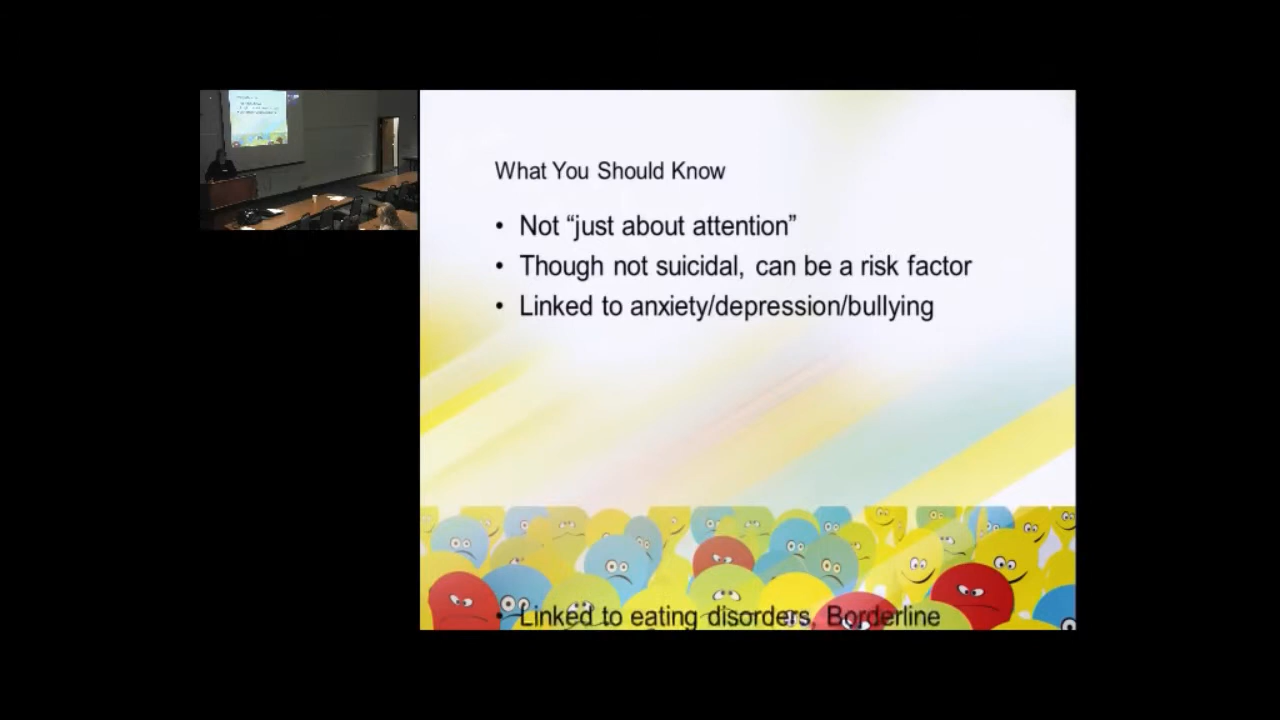 What You Should Know
• Not “just about attention”
• Though not suicidal, can be a risk factor
• Linked to anxiety/depression/bullying
• Linked to eating disorders, Borderline